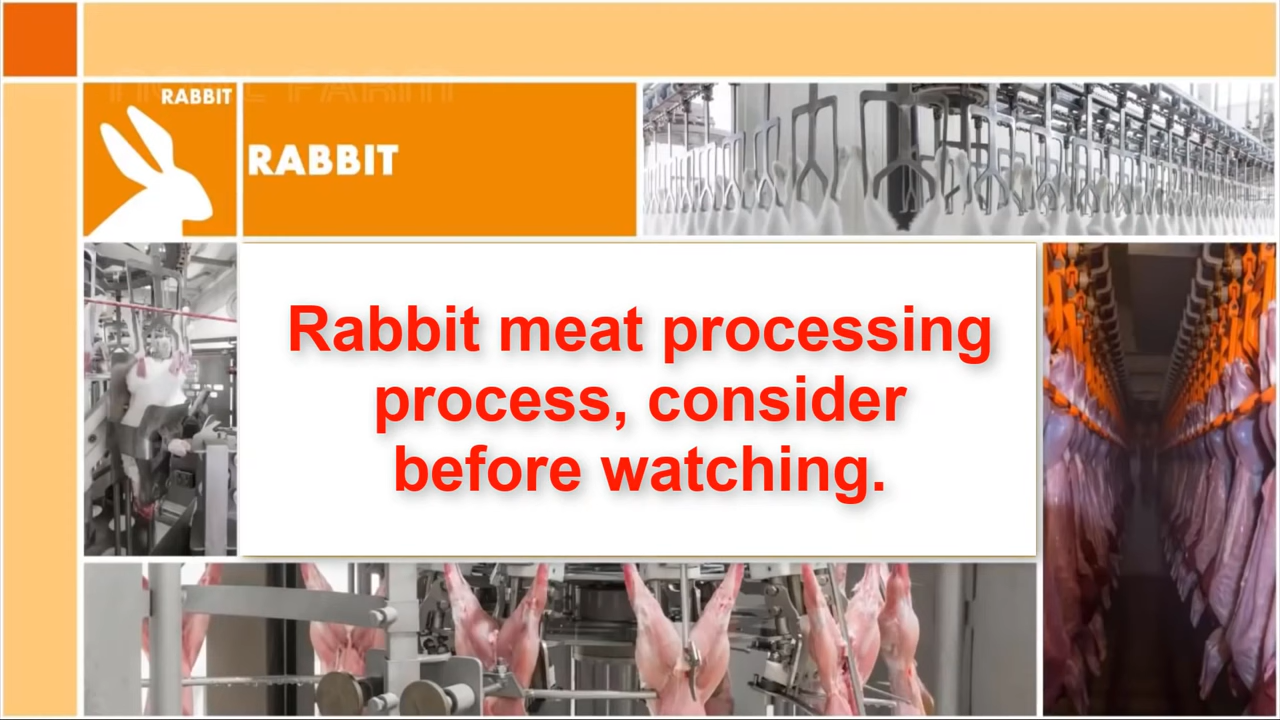 RABBIT
RABBIT
Rabbit meat processing
process, consider
before watching.